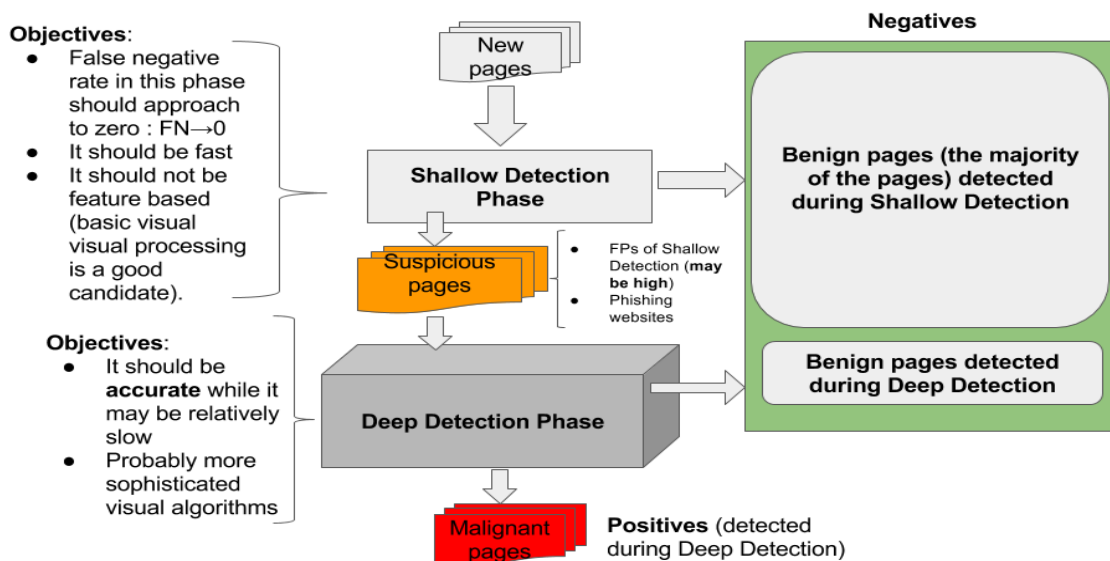 Objectives:
● False negative
rate in this phase
should approach
to zero : FN→0
● It should be fast
● It should not be
feature based
(basic visual
visual processing
is a good
candidate).
New
pages
Shallow Detection
Phase
Suspicious
pages
● FPs of Shallow
Detection (may
be high)
● Phishing
websites
Objectives:
● It should be
accurate while it
may be relatively
slow
● Probably more
sophisticated
visual algorithms
Deep Detection Phase
Malignant
pages
Positives (detected
during Deep Detection)
Negatives
Benign pages (the majority
of the pages) detected
during Shallow Detection
Benign pages detected
during Deep Detection